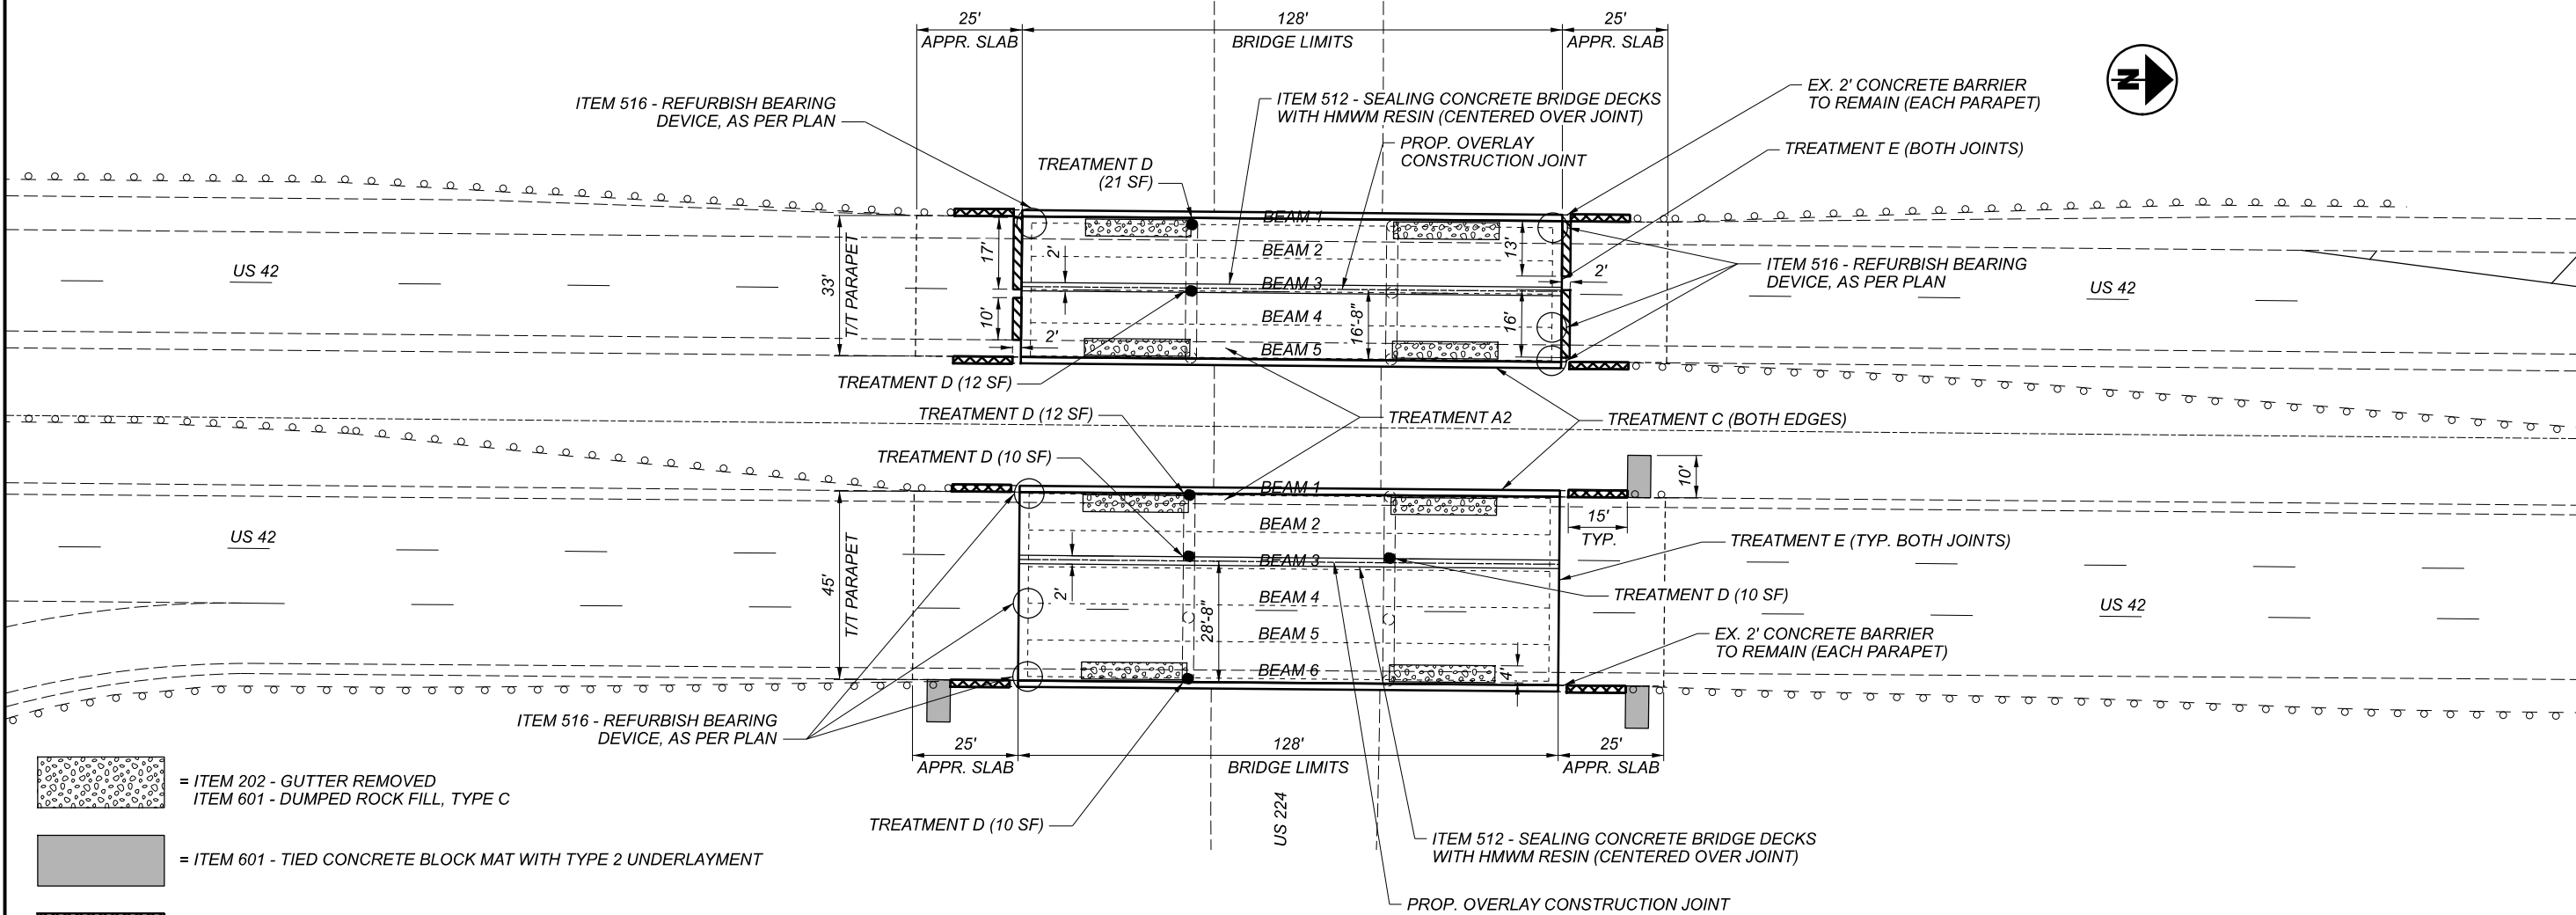 25'
128'
25'
APPR. SLAB
BRIDGE LIMITS
APPR. SLAB
N
EX. 2' CONCRETE BARRIER
TO REMAIN (EACH PARAPET)
ITEM 516 - REFURBISH BEARING
DEVICE, AS PER PLAN
ITEM 512 - SEALING CONCRETE BRIDGE DECKS
WITH HMWM RESIN (CENTERED OVER JOINT)
PROP. OVERLAY
CONSTRUCTION JOINT
TREATMENT E (BOTH JOINTS)
TREATMENT D
(21 SF)
BEAM 1
BEAM 2
BEAM 3
BEAM 4
BEAM 5
33'
T/T PARAPET
17'
2'
10'
2'
13'
2'
16'
16'-8"
US 42
US 42
ITEM 516 - REFURBISH BEARING
DEVICE, AS PER PLAN
TREATMENT D (12 SF)
TREATMENT D (12 SF)
TREATMENT A2
TREATMENT C (BOTH EDGES)
TREATMENT D (10 SF)
10'
BEAM 1
BEAM 2
BEAM 3
BEAM 4
BEAM 5
BEAM 6
45'
T/T PARAPET
2'
28'-8"
4'
15'
TYP.
US 42
US 42
TREATMENT E (TYP. BOTH JOINTS)
TREATMENT D (10 SF)
EX. 2' CONCRETE BARRIER
TO REMAIN (EACH PARAPET)
ITEM 516 - REFURBISH BEARING
DEVICE, AS PER PLAN
25'
128'
25'
APPR. SLAB
BRIDGE LIMITS
APPR. SLAB
US 224
TREATMENT D (10 SF)
ITEM 512 - SEALING CONCRETE BRIDGE DECKS
WITH HMWM RESIN (CENTERED OVER JOINT)
PROP. OVERLAY CONSTRUCTION JOINT
= ITEM 202 - GUTTER REMOVED
ITEM 601 - DUMPED ROCK FILL, TYPE C
= ITEM 601 - TIED CONCRETE BLOCK MAT WITH TYPE 2 UNDERLAYMENT